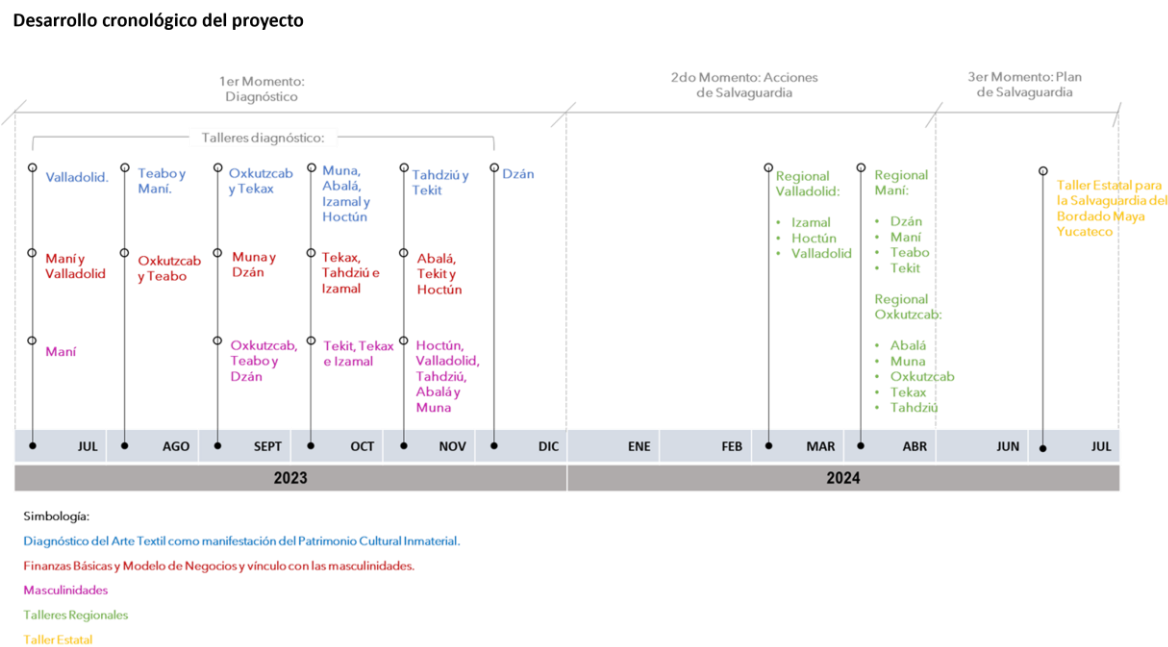 Desarrollo cronológico del proyecto
1er Momento:
Diagnóstico
2do Momento: Acciones
de Salvaguardia
3er Momento: Plan
de Salvaguardia
Talleres diagnóstico:
Valladolid.
Teabo y
Maní.
Oxkutzcab
y Tekax
Muna,
Abalá,
Izamal y
Hoctún
Tahdziú y
Tekit
Dzán
Maní y
Valladolid
Oxkutzcab
y Teabo
Muna y
Dzán
Tekax,
Tahdziú e
Izamal
Abalá,
Tekit y
Hoctún
Maní
Oxkutzcab,
Teabo y
Dzán
Tekit, Tekax
e Izamal
Hoctún,
Valladolid,
Tahdziú,
Abalá y
Muna
Regional
Valladolid:
• Izamal
• Hoctún
• Valladolid
Regional
Maní:
• Dzán
• Maní
• Teabo
• Tekit
Regional
Oxkutzcab:
• Abalá
• Muna
• Oxkutzcab
• Tekax
• Tahdziú
Taller Estatal para
la Salvaguardia del
Bordado Maya
Yucateco
JUL AGO SEPT OCT NOV DIC ENE FEB MAR ABR JUN JUL
2023 2024
Simbología:
Diagnóstico del Arte Textil como manifestación del Patrimonio Cultural Inmaterial.
Finanzas Básicas y Modelo de Negocios y vínculo con las masculinidades.
Masculinidades
Talleres Regionales
Taller Estatal